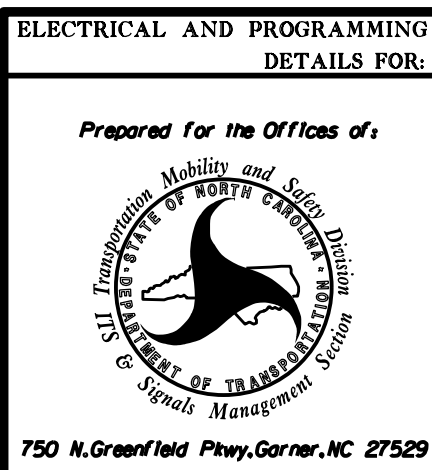 ELECTRICAL AND PROGRAMMING
DETAILS FOR:
Prepared for the Offices of:
Transportation Mobility and Safety Division
STATE OF NORTH CAROLINA
DEPARTMENT OF TRANSPORTATION
ITS & Signals Management Section
750 N.Greenfield Pkwy,Garner,NC 27529